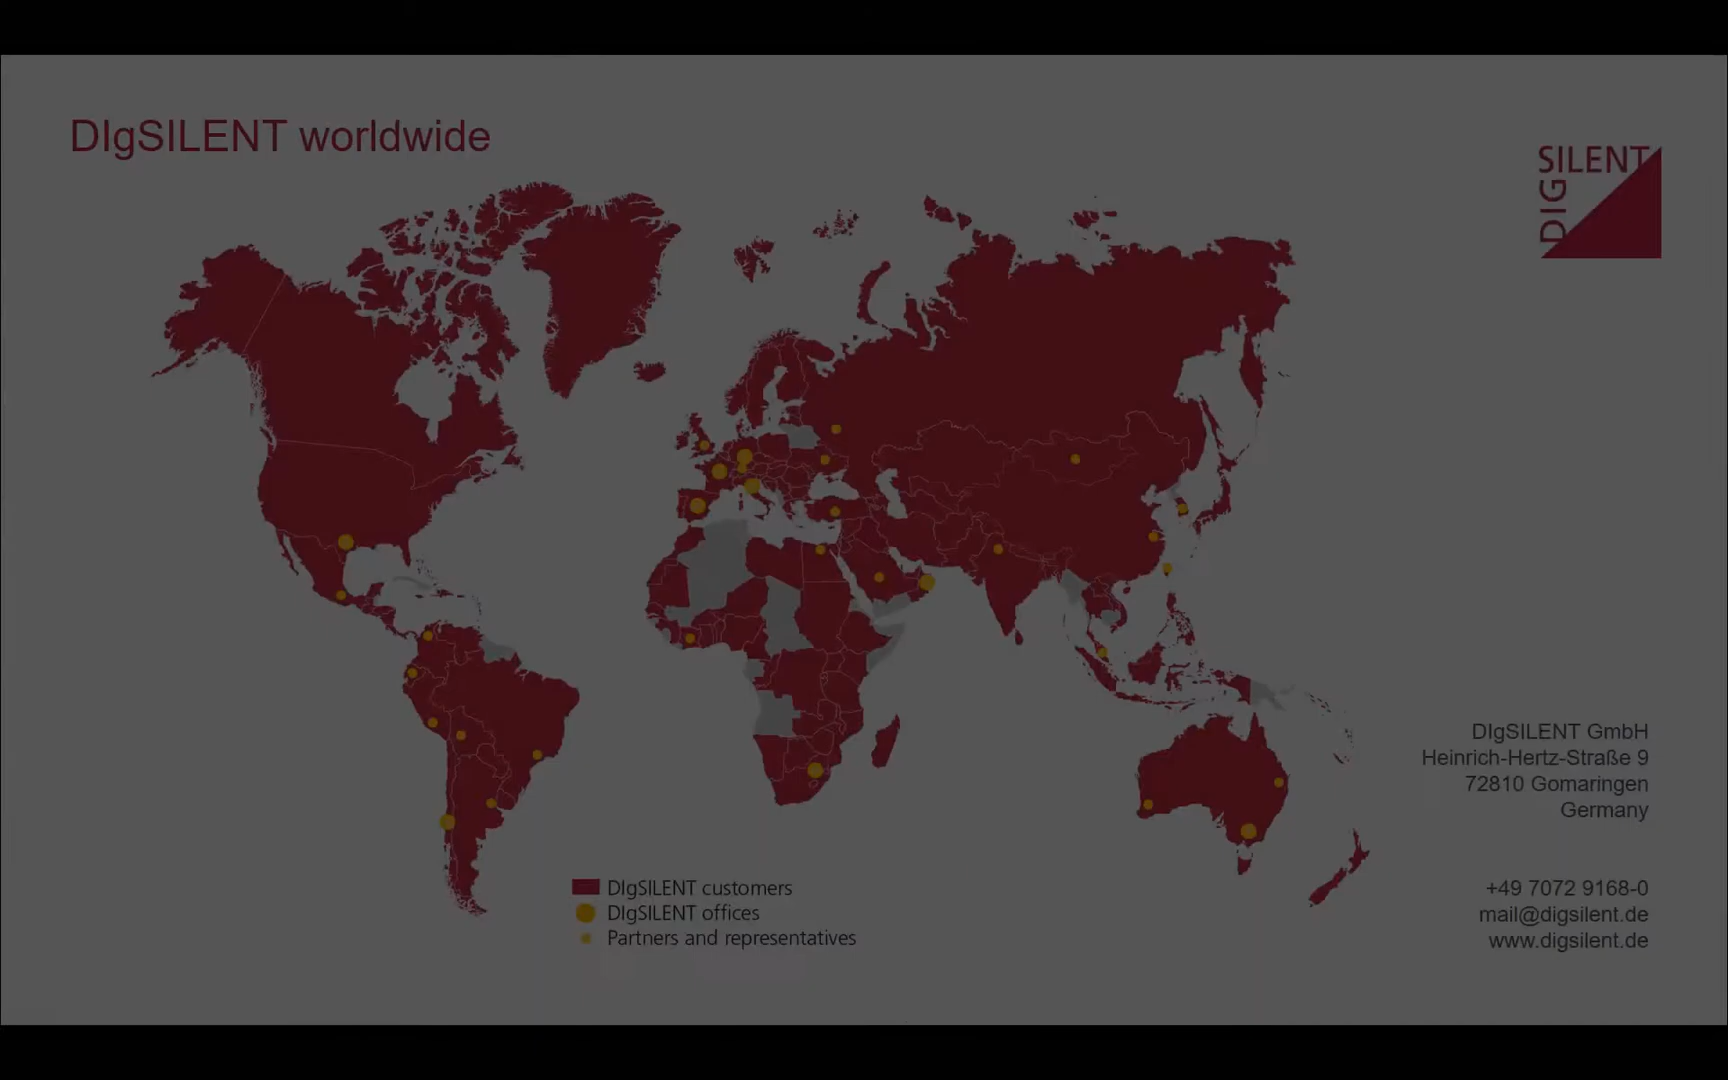 DIgSILENT worldwide
SILENT
DIG
DIgSILENT GmbH
Heinrich-Hertz-Straße 9
72810 Gomaringen
Germany
+49 7072 9168-0
mail@digsilent.de
www.digsilent.de
DIgSILENT customers
DIgSILENT offices
Partners and representatives